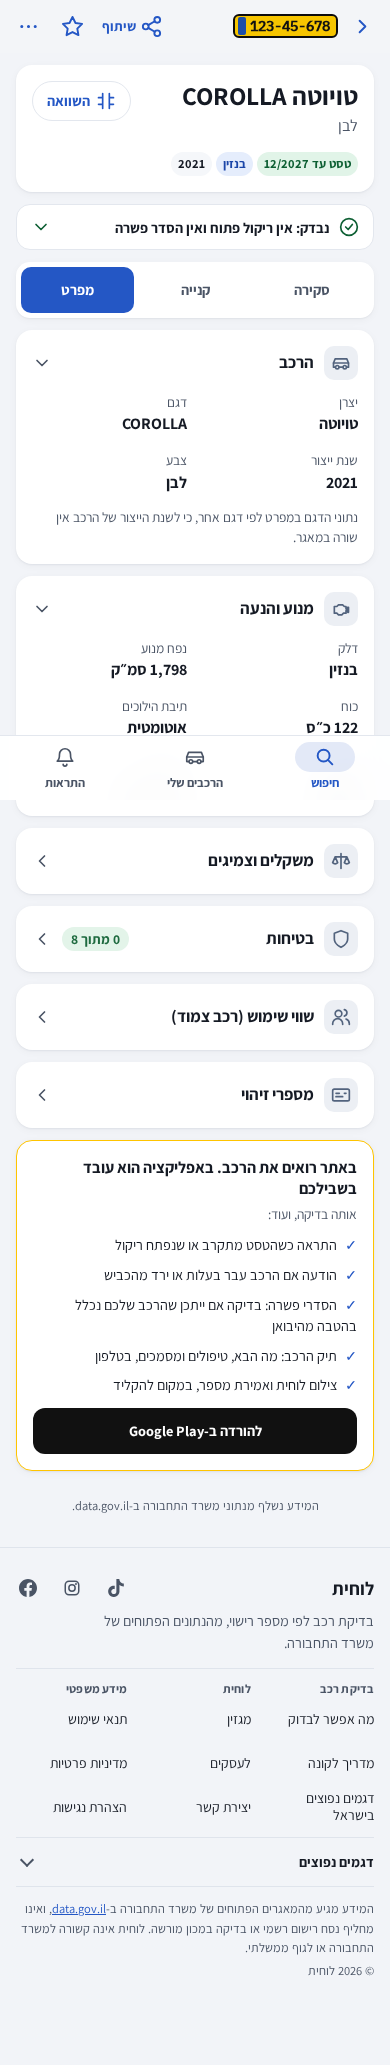 123-45-678
שיתוף
טויוטה COROLLA
לבן
השוואה
טסט עד 12/2027
בנזין
2021
נבדק: אין ריקול פתוח ואין הסדר פשרה
סקירה
קנייה
מפרט
הרכב
יצרן
דגם
טויוטה
COROLLA
שנת ייצור
צבע
2021
לבן
נתוני הדגם במפרט לפי דגם אחר, כי לשנת הייצור של הרכב אין
שורה במאגר.
מנוע והנעה
דלק
נפח מנוע
בנזין
1,798 סמ״ק
כוח
תיבת הילוכים
122 כ״ס
אוטומטית
חיפוש
הרכבים שלי
התראות
משקלים וצמיגים
בטיחות
0 מתוך 8
שווי שימוש (רכב צמוד)
מספרי זיהוי
באתר רואים את הרכב. באפליקציה הוא עובד
בשבילכם
אותה בדיקה, ועוד:
✓ התראה כשהטסט מתקרב או שנפתח ריקול
✓ הודעה אם הרכב עבר בעלות או ירד מהכביש
✓ הסדרי פשרה: בדיקה אם ייתכן שהרכב שלכם נכלל
בהטבה מהיבואן
✓ תיק הרכב: מה הבא, טיפולים ומסמכים, בטלפון
✓ צילום לוחית ואמירת מספר, במקום להקליד
להורדה ב-Google Play
המידע נשלף מנתוני משרד התחבורה ב-data.gov.il.
לוחית
בדיקת רכב לפי מספר רישוי, מהנתונים הפתוחים של
משרד התחבורה.
בדיקת רכב
לוחית
מידע משפטי
מה אפשר לבדוק
מגזין
תנאי שימוש
מדריך לקונה
לעסקים
מדיניות פרטיות
דגמים נפוצים
בישראל
יצירת קשר
הצהרת נגישות
דגמים נפוצים
המידע מגיע מהמאגרים הפתוחים של משרד התחבורה ב-data.gov.il, ואינו
מחליף נסח רישום רשמי או בדיקה במכון מורשה. לוחית אינה קשורה למשרד
התחבורה או לגוף ממשלתי.
© 2026 לוחית